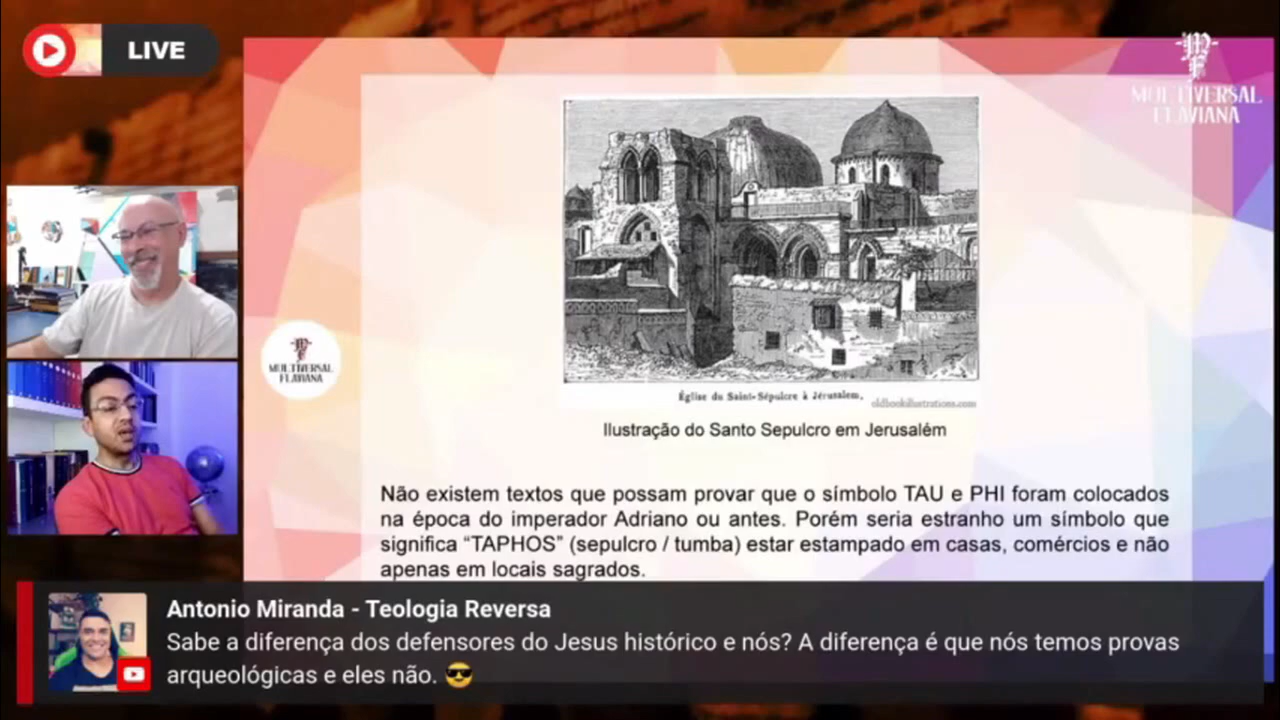 LIVE
MULTIVERSAL
FLAVIANA
MULTIVERSAL
FLAVIANA
Église du Saint-Sépulcre à Jérusalem.
oldbookillustrations.com
Ilustração do Santo Sepulcro em Jerusalém
Não existem textos que possam provar que o símbolo TAU e PHI foram colocados
na época do imperador Adriano ou antes. Porém seria estranho um símbolo que
significa “TAPHOS” (sepulcro / tumba) estar estampado em casas, comércios e não
apenas em locais sagrados.
Antonio Miranda - Teologia Reversa
Sabe a diferença dos defensores do Jesus histórico e nós? A diferença é que nós temos provas
arqueológicas e eles não. 😎